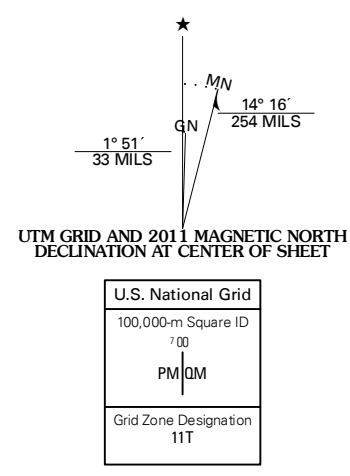 ★
MN
GN
14° 16´
254 MILS
1° 51´
33 MILS
UTM GRID AND 2011 MAGNETIC NORTH
DECLINATION AT CENTER OF SHEET
U.S. National Grid
100,000-m Square ID
7 00
PM QM
Grid Zone Designation
11T